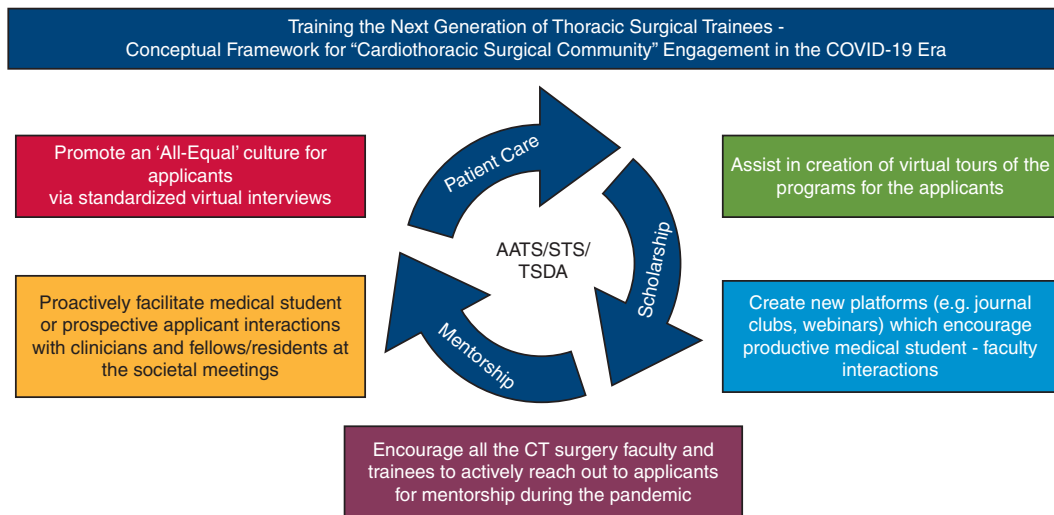 Training the Next Generation of Thoracic Surgical Trainees -
Conceptual Framework for “Cardiothoracic Surgical Community” Engagement in the COVID-19 Era
Promote an ‘All-Equal’ culture for
applicants
via standardized virtual interviews
Patient Care
Assist in creation of virtual tours of the
programs for the applicants
AATS/STS/
TSDA
Scholarship
Proactively facilitate medical student
or prospective applicant interactions
with clinicians and fellows/residents at
the societal meetings
Mentorship
Create new platforms (e.g. journal
clubs, webinars) which encourage
productive medical student - faculty
interactions
Encourage all the CT surgery faculty and
trainees to actively reach out to applicants
for mentorship during the pandemic